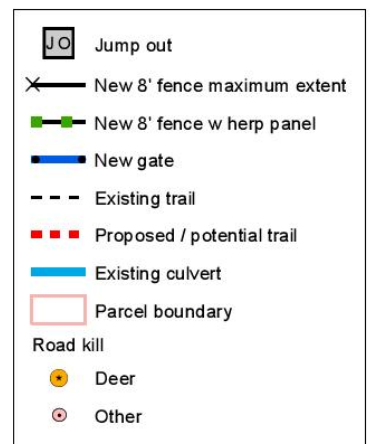 JO Jump out
New 8' fence maximum extent
New 8' fence w herp panel
New gate
Existing trail
Proposed / potential trail
Existing culvert
Parcel boundary
Road kill
Deer
Other